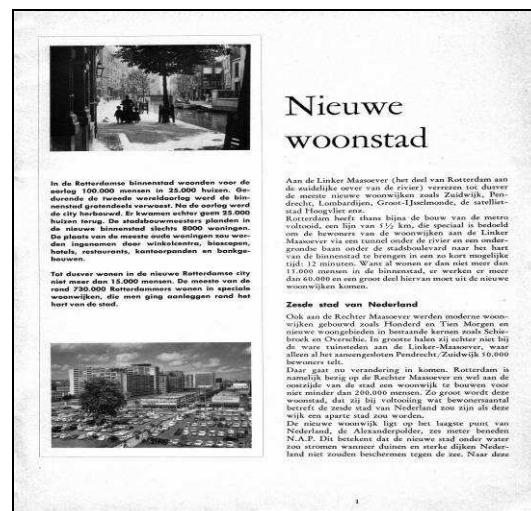 In de Rotterdamse binnenstad woonden voor de
oorlog 100.000 mensen in 25.000 huizen. Ge-
durende de tweede wereldoorlog werd de bin-
nenstad grotendeels verwoest. Na de oorlog werd
de city herbouwd. Er kwamen echter geen 25.000
huizen terug. De stadsbouwmeesters planden in
de nieuwe binnenstad slechts 8000 woningen.
De plaats van de meeste oude woningen zou wor-
den ingenomen door winkelcentra, bioscopen,
hotels, restaurants, kantoorpanden en bankge-
bouwen.
Tot dusver wonen in de nieuwe Rotterdamse city
niet meer dan 15.000 mensen. De meeste van de
rond 730.000 Rotterdammers wonen in speciale
woonwijken, die men ging aanleggen rond het
hart van de stad.
Nieuwe
woonstad
Aan de Linker Maasoever (het deel van Rotterdam aan
de zuidelijke oever van de rivier) verrezen tot dusver
de meeste nieuwe woonwijken zoals Zuidwijk, Pen-
drecht, Lombardijen, Groot-IJsselmonde, de satelliet-
stad Hoogvliet enz.
Rotterdam heeft thans bijna de bouw van de metro
voltooid, een lijn van 5½ km, die speciaal is bedoeld
om de bewoners van de woonwijken aan de Linker
Maasoever via een tunnel onder de rivier en een onder-
grondse baan onder de stadsboulevard naar het hart
van de binnenstad te brengen in een zo kort mogelijke
tijd: 12 minuten. Want al wonen er dan niet meer dan
15.000 mensen in de binnenstad, er werken er meer
dan 60.000 en een groot deel hiervan moet uit de nieuwe
woonwijken komen.
Zesde stad van Nederland
Ook aan de Rechter Maasoever werden moderne woon-
wijken gebouwd zoals Honderd en Tien Morgen en
nieuwe woongebieden in bestaande kernen zoals Schie-
broek en Overschie. In grootte halen zij echter niet bij
de ware tuinsteden aan de Linker-Maasoever, waar
alleen al het aaneengesloten Pendrecht/Zuidwijk 50.000
bewoners telt.
Daar gaat nu verandering in komen. Rotterdam is
namelijk bezig op de Rechter Maasoever en wel aan de
oostzijde van de stad een woonwijk te bouwen voor
niet minder dan 200.000 mensen. Zo groot wordt deze
woonstad, dat zij bij voltooiing wat bewonersaantal
betreft de zesde stad van Nederland zou zijn als deze
wijk een aparte stad zou worden.
De nieuwe woonwijk ligt op het laagste punt van
Nederland, de Alexanderpolder, zes meter beneden
N.A.P. Dit betekent dat de nieuwe stad onder water
zou stromen wanneer duinen en sterke dijken Neder-
land niet zouden beschermen tegen de zee. Naar deze
1